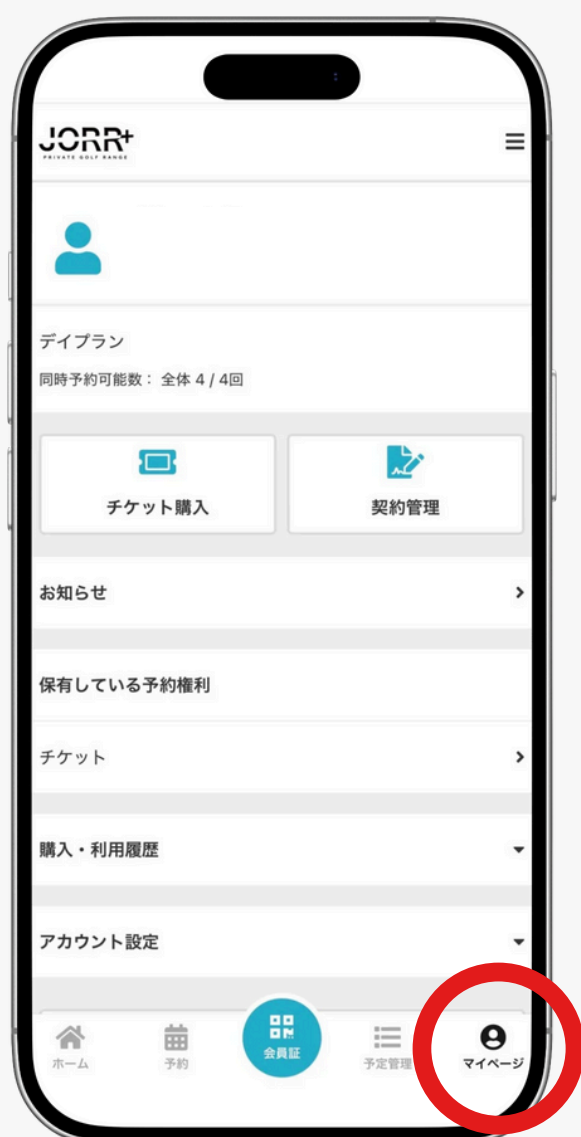 JORR+
PRIVATE GOLF RANGE
デイプラン
同時予約可能数： 全体 4 / 4回
チケット購入
契約管理
お知らせ
保有している予約権利
チケット
購入・利用履歴
アカウント設定
ホーム
予約
会員証
予定管理
マイページ